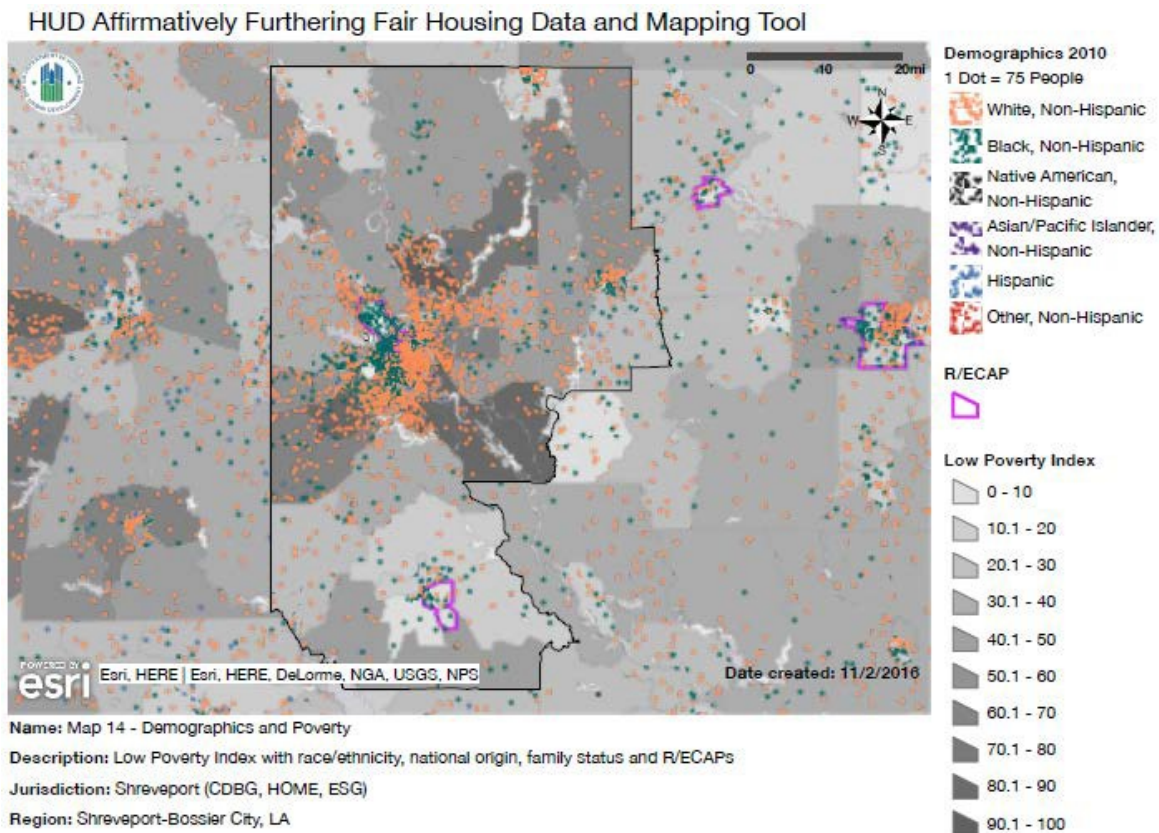 HUD Affirmatively Furthering Fair Housing Data and Mapping Tool
0 10 20mi
N
W E
S
Demographics 2010
1 Dot = 75 People
White, Non-Hispanic
Black, Non-Hispanic
Native American,
Non-Hispanic
Asian/Pacific Islander,
Non-Hispanic
Hispanic
Other, Non-Hispanic
R/ECAP
Low Poverty Index
0 - 10
10.1 - 20
20.1 - 30
30.1 - 40
40.1 - 50
50.1 - 60
60.1 - 70
70.1 - 80
80.1 - 90
90.1 - 100
POWERED BY
esri
Esri, HERE | Esri, HERE, DeLorme, NGA, USGS, NPS
Date created: 11/2/2016
Name: Map 14 - Demographics and Poverty
Description: Low Poverty Index with race/ethnicity, national origin, family status and R/ECAPs
Jurisdiction: Shreveport (CDBG, HOME, ESG)
Region: Shreveport-Bossier City, LA